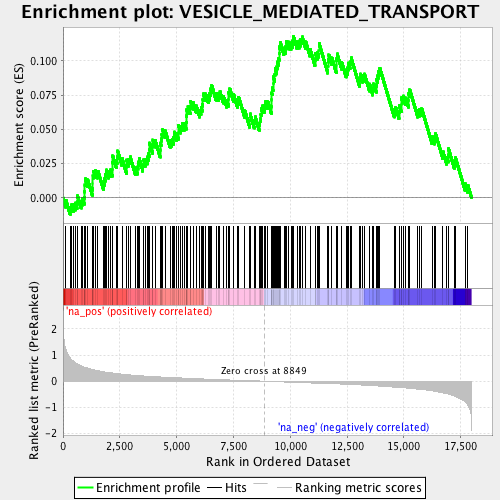 Enrichment plot: VESICLE_MEDIATED_TRANSPORT
Enrichment score (ES)
0.100
0.075
0.050
0.025
0.000
'na_pos' (positively correlated)
Ranked list metric (PreRanked)
2
1
0
-1
-2
Zero cross at 8849
'na_neg' (negatively correlated)
0
2,500
5,000
7,500
10,000
12,500
15,000
17,500
Rank in Ordered Dataset
Enrichment profile
Hits
Ranking metric scores